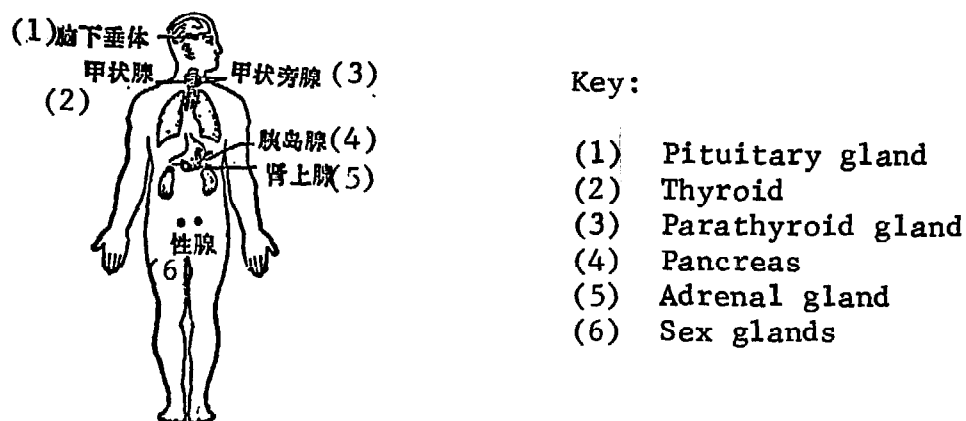 (1)脑下垂体
甲状腺
(2)
甲状旁腺(3)
胰岛腺(4)
肾上腺(5)
性腺
6)
Key:
(1) Pituitary gland
(2) Thyroid
(3) Parathyroid gland
(4) Pancreas
(5) Adrenal gland
(6) Sex glands